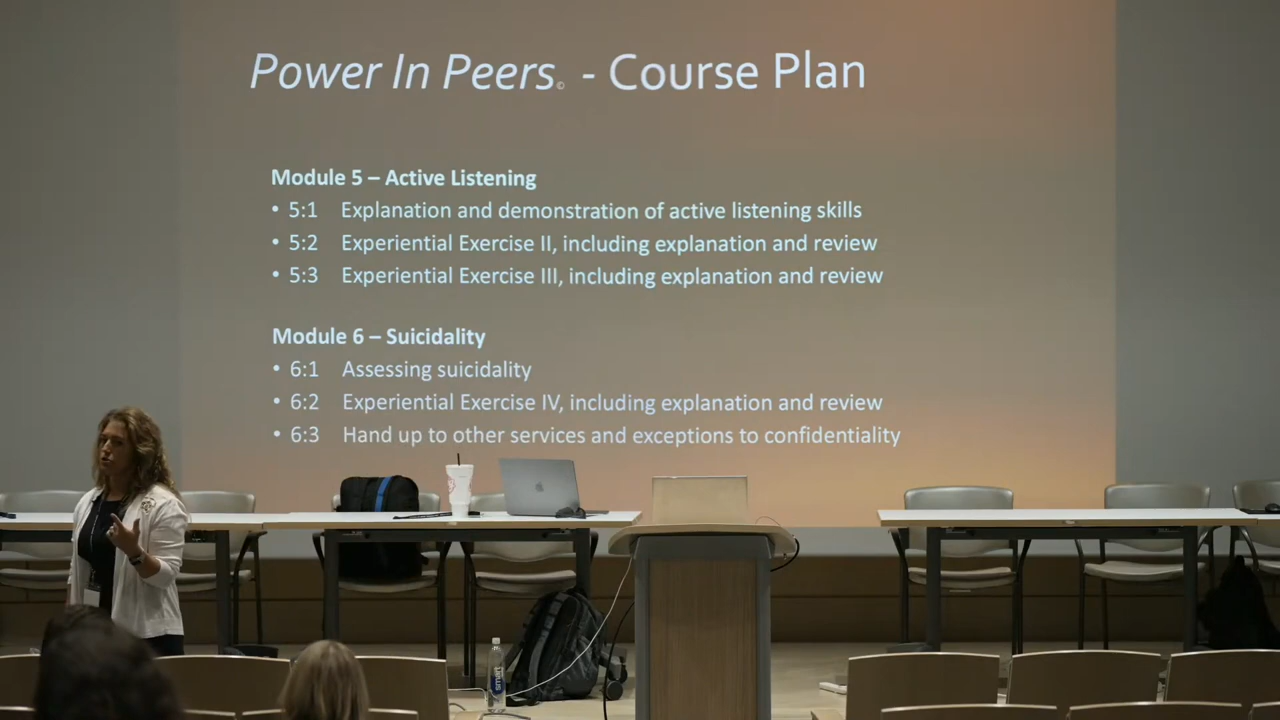 Power In Peers© - Course Plan
Module 5 – Active Listening
• 5:1 Explanation and demonstration of active listening skills
• 5:2 Experiential Exercise II, including explanation and review
• 5:3 Experiential Exercise III, including explanation and review
Module 6 – Suicidality
• 6:1 Assessing suicidality
• 6:2 Experiential Exercise IV, including explanation and review
• 6:3 Hand up to other services and exceptions to confidentiality
smart